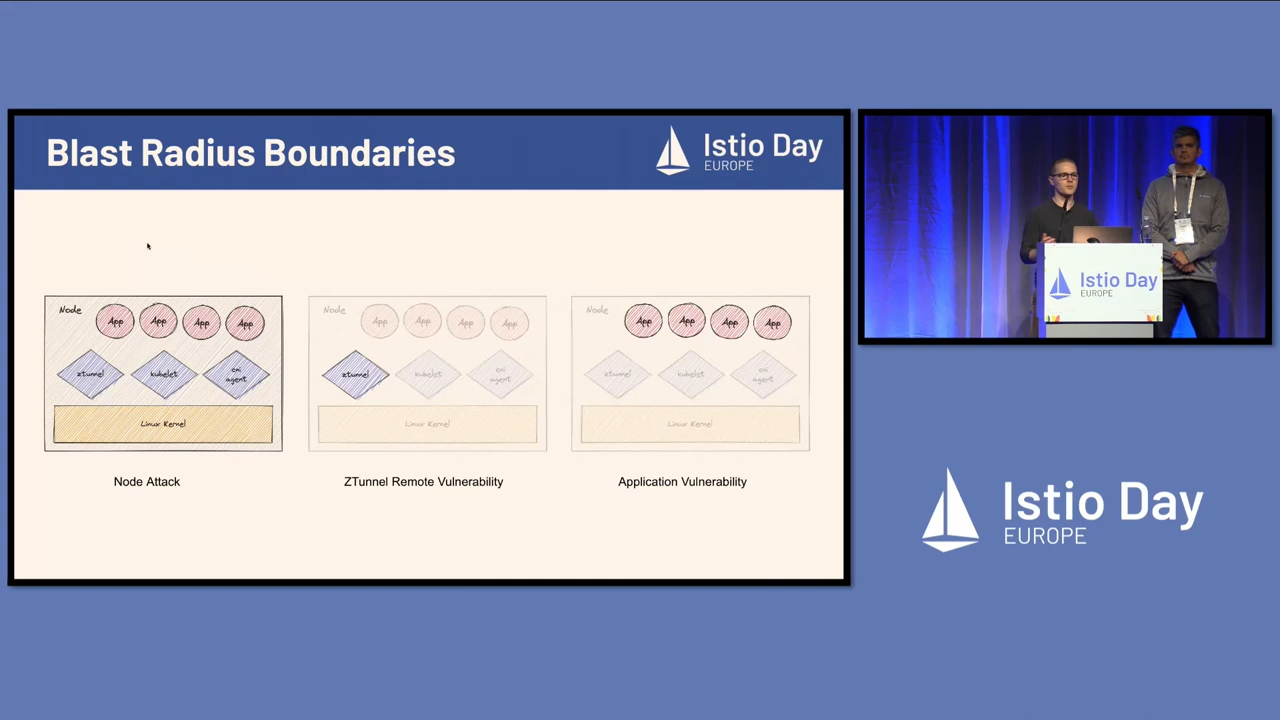 Blast Radius Boundaries
Istio Day
EUROPE
Node
App
App
App
App
ztunnel
kubelet
cni
agent
Linux Kernel
Node Attack
Node
App
App
App
App
ztunnel
kubelet
cni
agent
Linux Kernel
ZTunnel Remote Vulnerability
Node
App
App
App
App
ztunnel
kubelet
cni
agent
Linux Kernel
Application Vulnerability
Istio Day
EUROPE
Istio Day
EUROPE